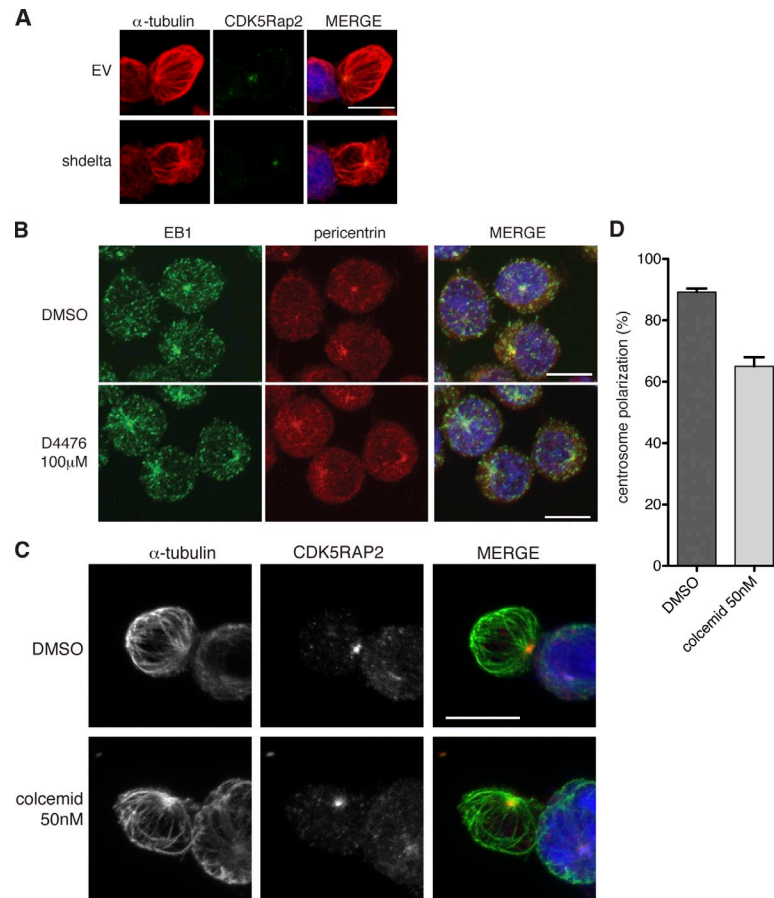 A
α-tubulin CDK5Rap2 MERGE
EV
shdelta
B
EB1 pericentrin MERGE
DMSO
D4476
100μM
C
α-tubulin CDK5RAP2 MERGE
DMSO
colcemid
50nM
D
centrosome polarization (%)
100
80
60
40
20
0
DMSO
colcemid 50nM